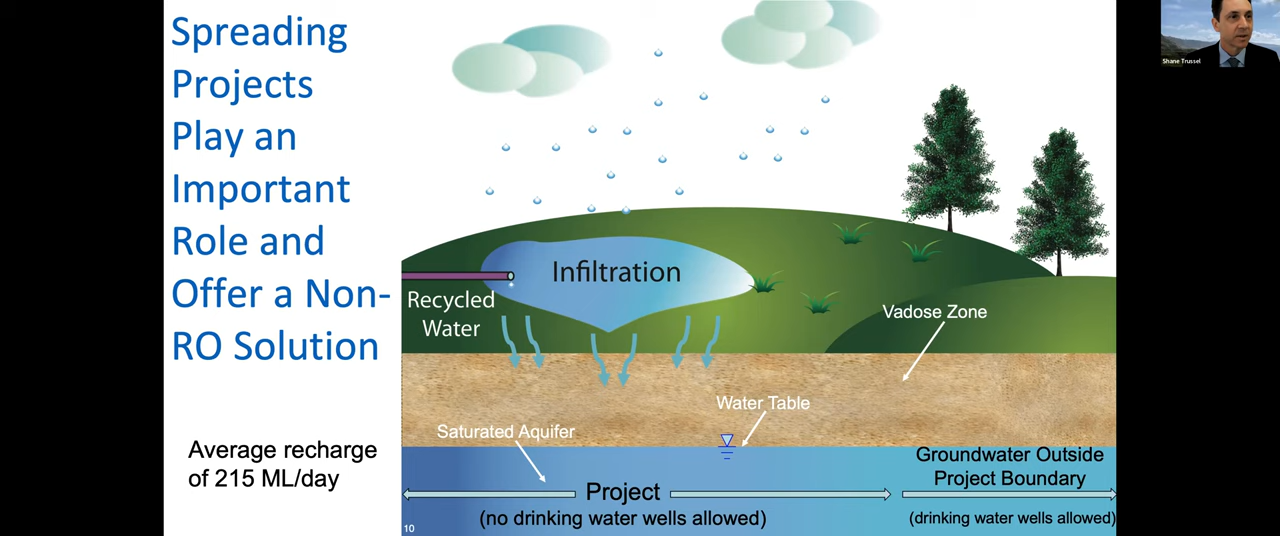 Spreading
Projects
Play an
Important
Role and
Offer a Non-
RO Solution
Average recharge
of 215 ML/day
Infiltration
Recycled
Water
Vadose Zone
Water Table
Saturated Aquifer
Groundwater Outside
Project Boundary
Project
(no drinking water wells allowed)
(drinking water wells allowed)
10
Shane Trussel